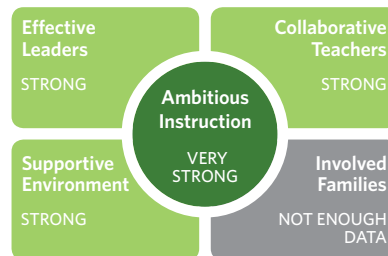 Effective
Leaders
STRONG
Collaborative
Teachers
STRONG
Ambitious
Instruction
VERY
STRONG
Supportive
Environment
STRONG
Involved
Families
NOT ENOUGH
DATA